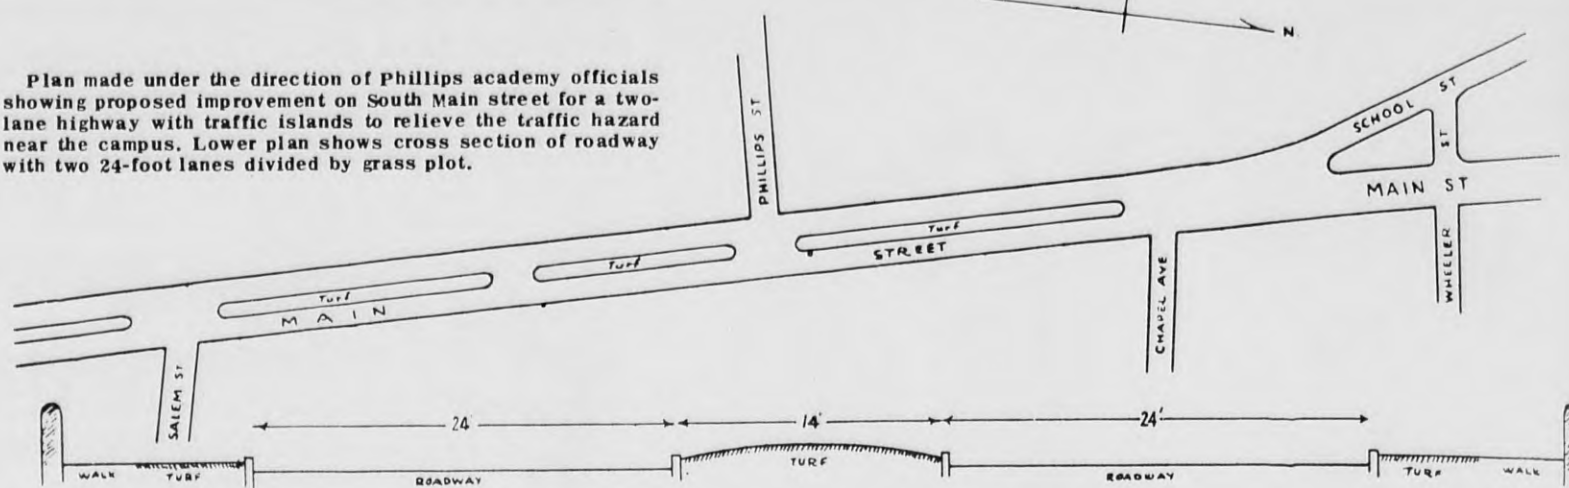 N.
Plan made under the direction of Phillips academy officials
showing proposed improvement on South Main street for a two-
lane highway with traffic islands to relieve the traffic hazard
near the campus. Lower plan shows cross section of roadway
with two 24-foot lanes divided by grass plot.
PHILLIPS ST
SCHOOL ST
ST
MAIN ST
WHELLER
Turf
STREET
Turf
Turf
MAIN
CHAPEL AVE
SALEM ST
24
14'
24'
WALK TURF ROADWAY TURF ROADWAY TURF WALK